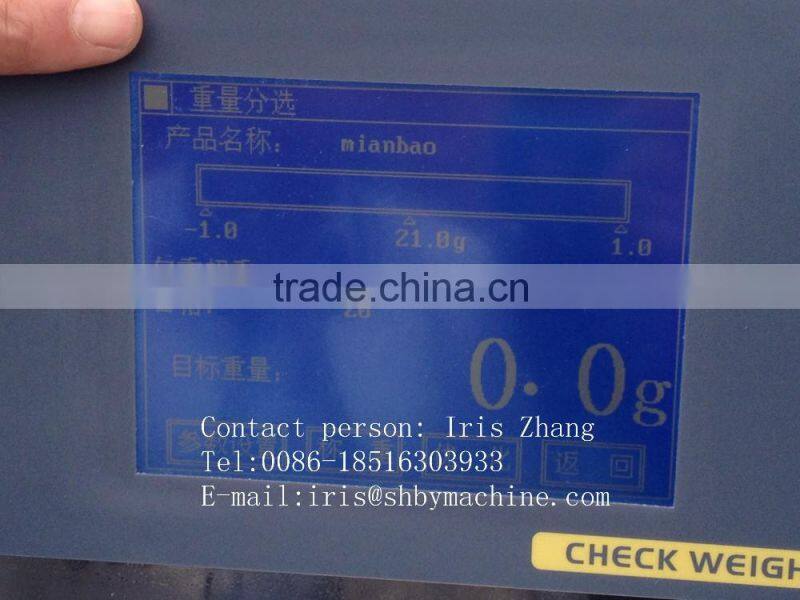 重量分选
产品名称: mianbao
-1.0 21.0g 1.0
trade.china.cn
20
目标重量: 0.0g
Contact person: Iris Zhang
返 回
Tel:0086-18516303933
E-mail:iris@shbymachine.com
CHECK WEIGH